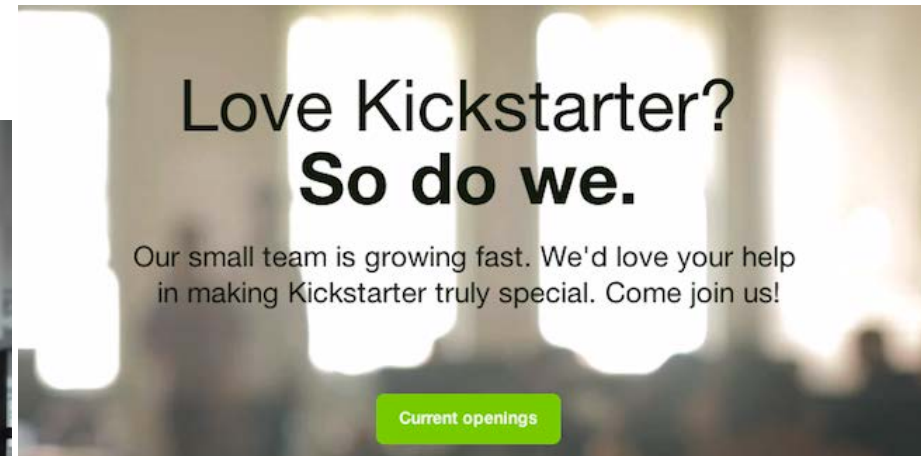 Love Kickstarter?
So do we.
Our small team is growing fast. We'd love your help
in making Kickstarter truly special. Come join us!
Current openings